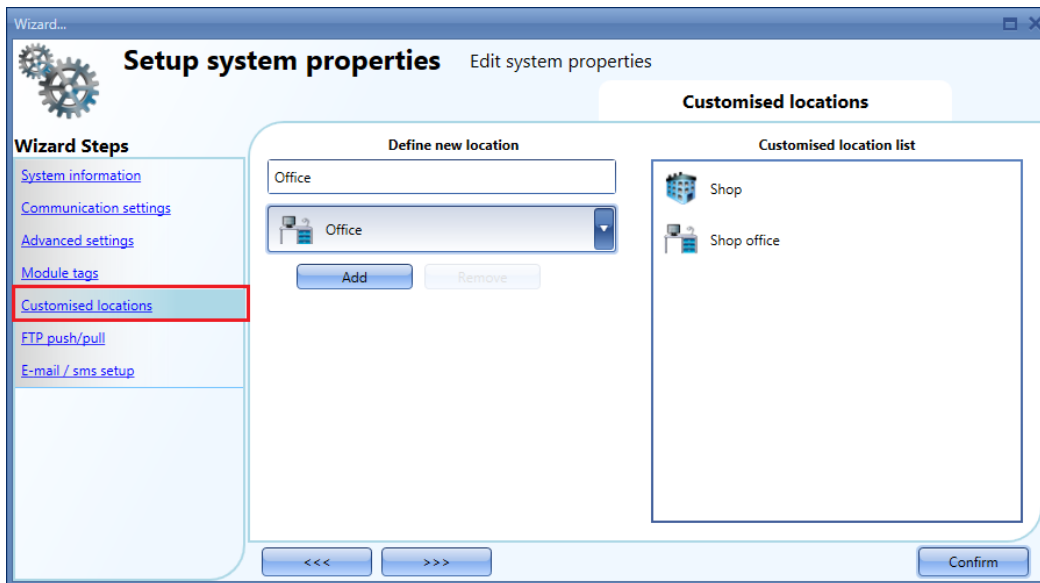 Wizard...
Setup system properties
Edit system properties
Customised locations
Wizard Steps
System information
Communication settings
Advanced settings
Module tags
Customised locations
FTP push/pull
E-mail / sms setup
Define new location
Office
Office
Add
Remove
Customised location list
Shop
Shop office
<<<
>>>
Confirm